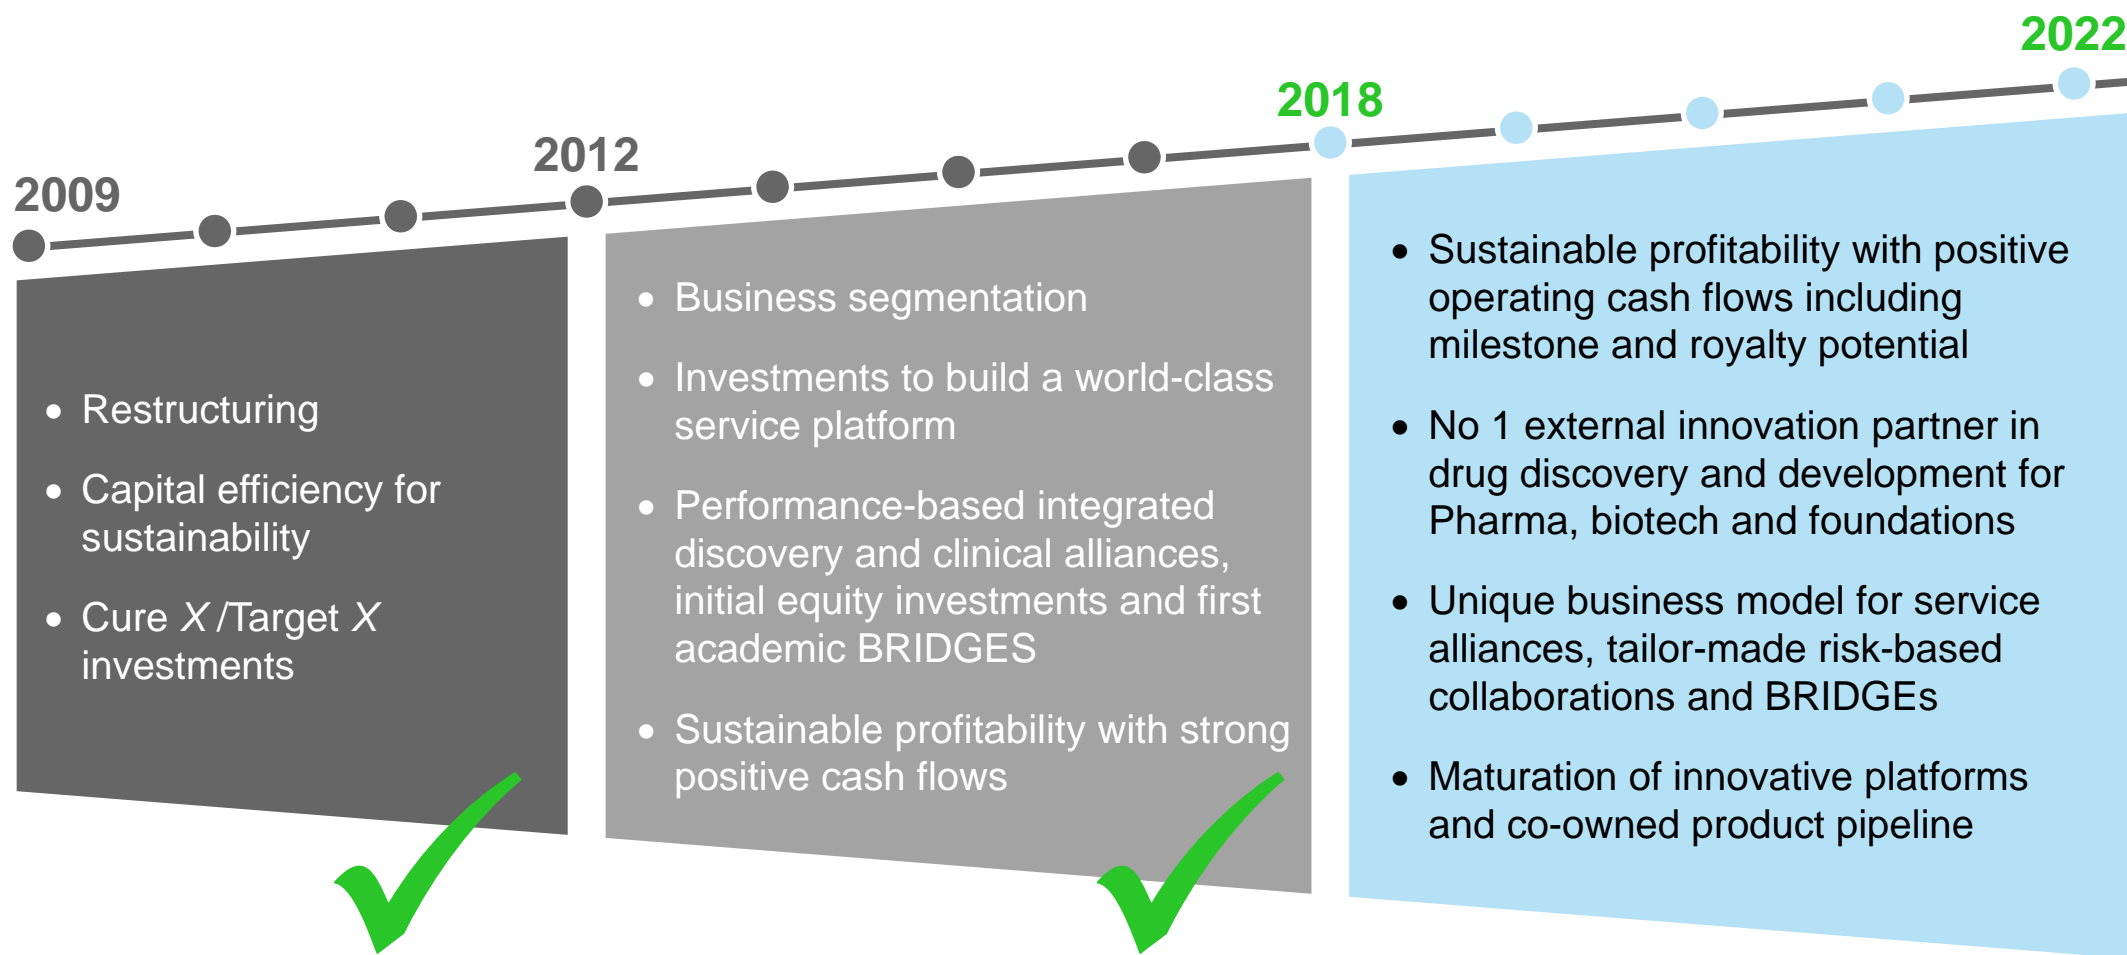 2009
2012
2018
2022
• Restructuring
• Capital efficiency for
sustainability
• Cure X /Target X
investments
• Business segmentation
• Investments to build a world-class
service platform
• Performance-based integrated
discovery and clinical alliances,
initial equity investments and first
academic BRIDGES
• Sustainable profitability with strong
positive cash flows
• Sustainable profitability with positive
operating cash flows including
milestone and royalty potential
• No 1 external innovation partner in
drug discovery and development for
Pharma, biotech and foundations
• Unique business model for service
alliances, tailor-made risk-based
collaborations and BRIDGEs
• Maturation of innovative platforms
and co-owned product pipeline